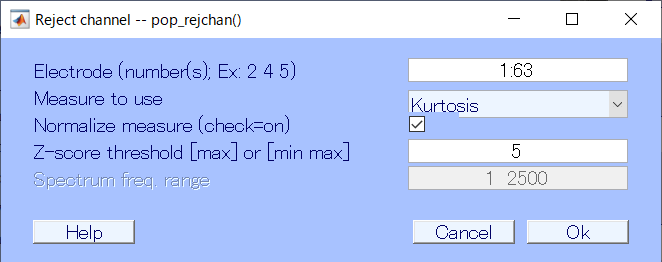 Reject channel -- pop_rejchan()
Electrode (number(s); Ex: 2 4 5) 1:63
Measure to use Kurtosis
Normalize measure (check=on)
Z-score threshold [max] or [min max] 5
Spectrum freq. range 1 2500
Help Cancel Ok